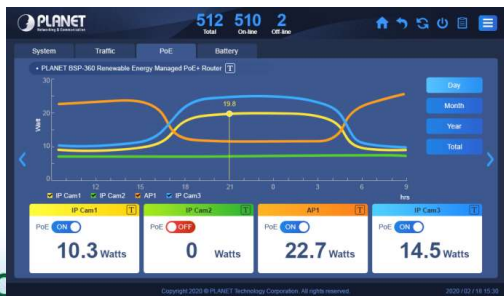 PLANET
Networking & Communication
512 510 2
Total On-line Off-line
System Traffic PoE Battery
+ PLANET BSP-360 Renewable Energy Managed PoE+ Router T
Day
Month
Year
Total
Watt
30
20
10
0
19.8
12 15 18 21 0 3 6 9
hrs
IP Cam1 IP Cam2 AP1 IP Cam3
IP Cam1 T
PoE ON
10.3 Watts
IP Cam2 T
PoE OFF
0 Watts
AP1 T
PoE ON
22.7 Watts
IP Cam3 T
PoE ON
14.5 Watts
Copyright 2020 © PLANET Technology Corporation. All rights reserved.
2020 / 02 / 18 15:30